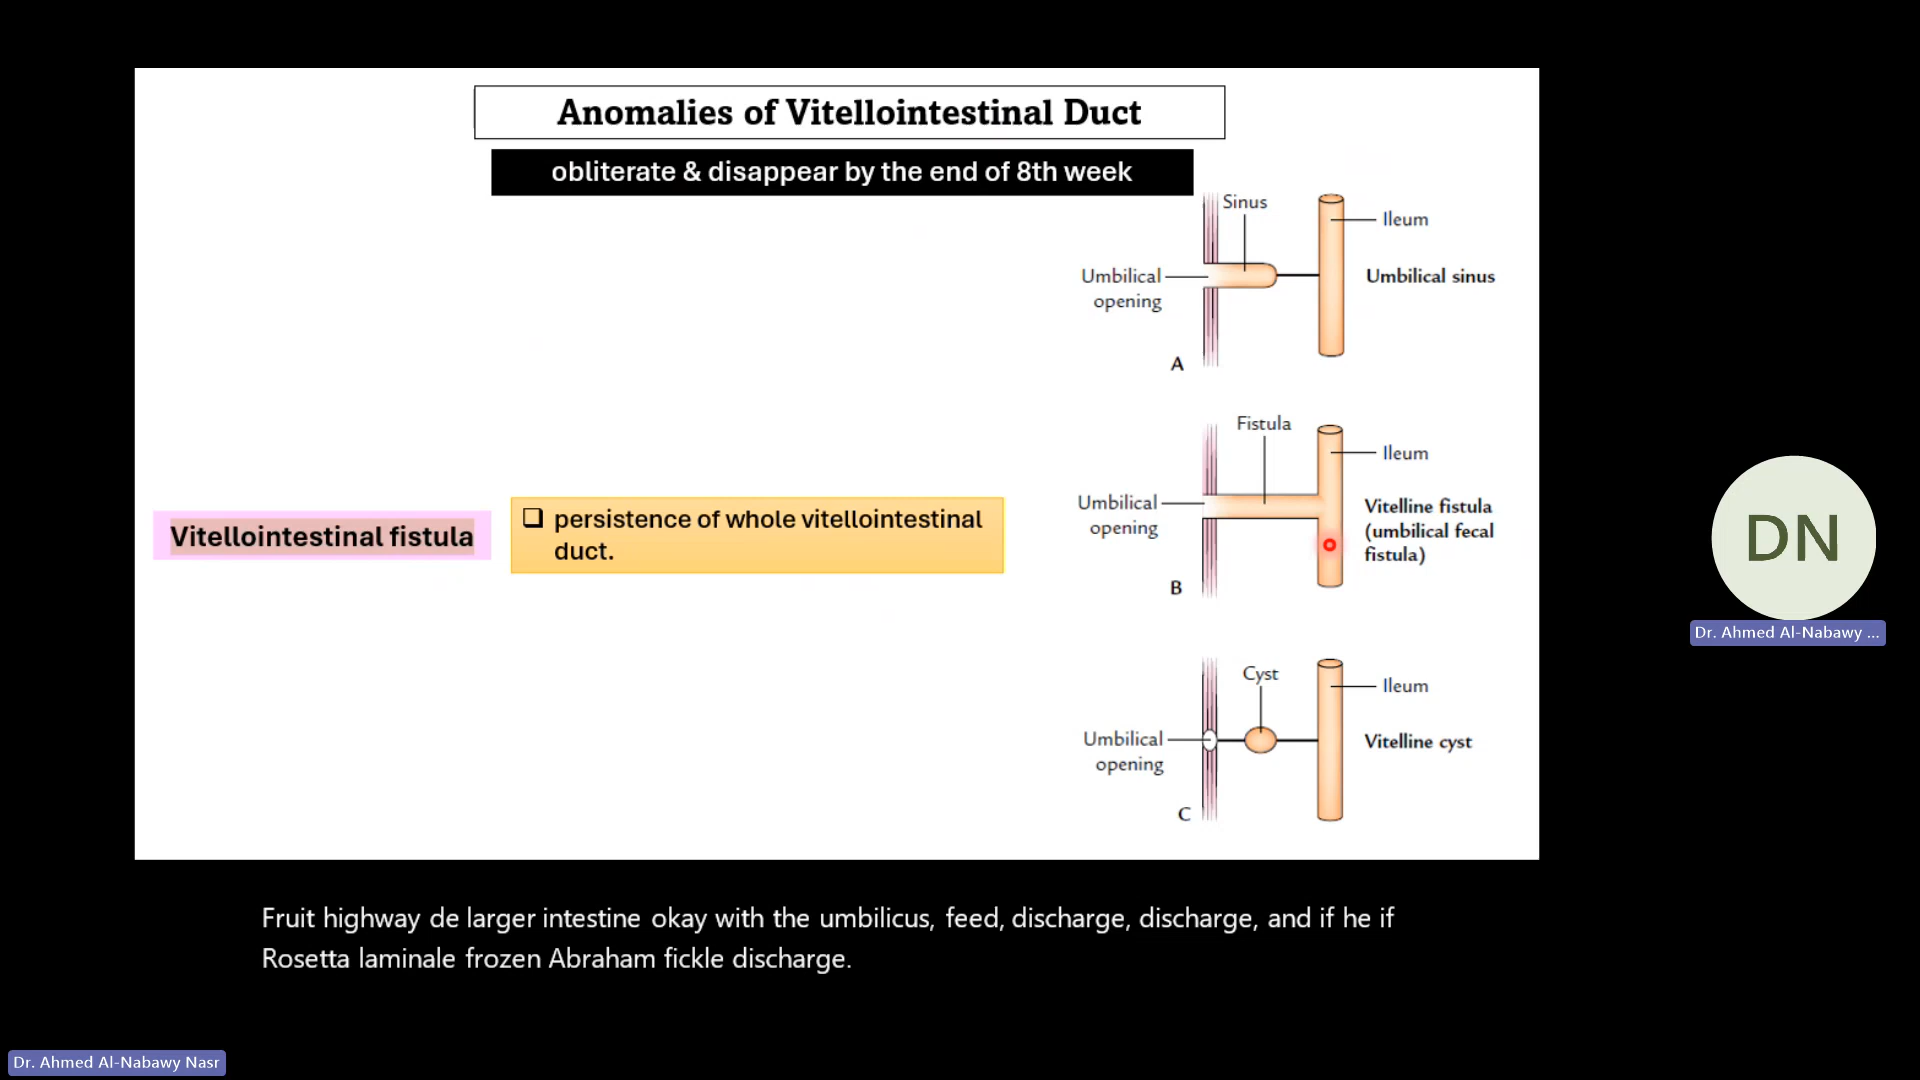 Anomalies of Vitellointestinal Duct
obliterate & disappear by the end of 8th week
Sinus
Ileum
Umbilical
opening
Umbilical sinus
A
Fistula
Ileum
Umbilical
opening
Vitelline fistula
(umbilical fecal
fistula)
B
Vitellointestinal fistula
❑ persistence of whole vitellointestinal
duct.
Cyst
Ileum
Umbilical
opening
Vitelline cyst
C
DN
Dr. Ahmed Al-Nabawy ...
Fruit highway de larger intestine okay with the umbilicus, feed, discharge, discharge, and if he if
Rosetta laminale frozen Abraham fickle discharge.
Dr. Ahmed Al-Nabawy Nasr